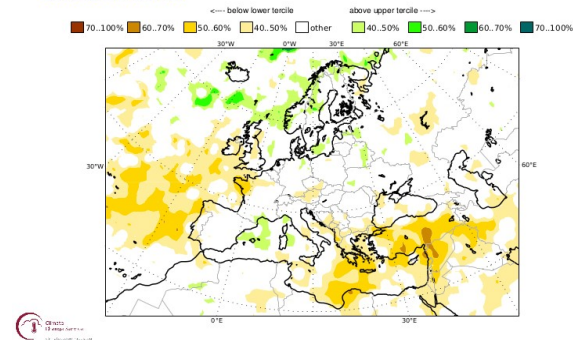 <---- below lower tercile above upper tercile ---->
70..100% 60..70% 50..60% 40..50% other 40..50% 50..60% 60..70% 70..100%
30°W 0°W 30°E 60°E
30°W 60°E
0°E 30°E
Climate